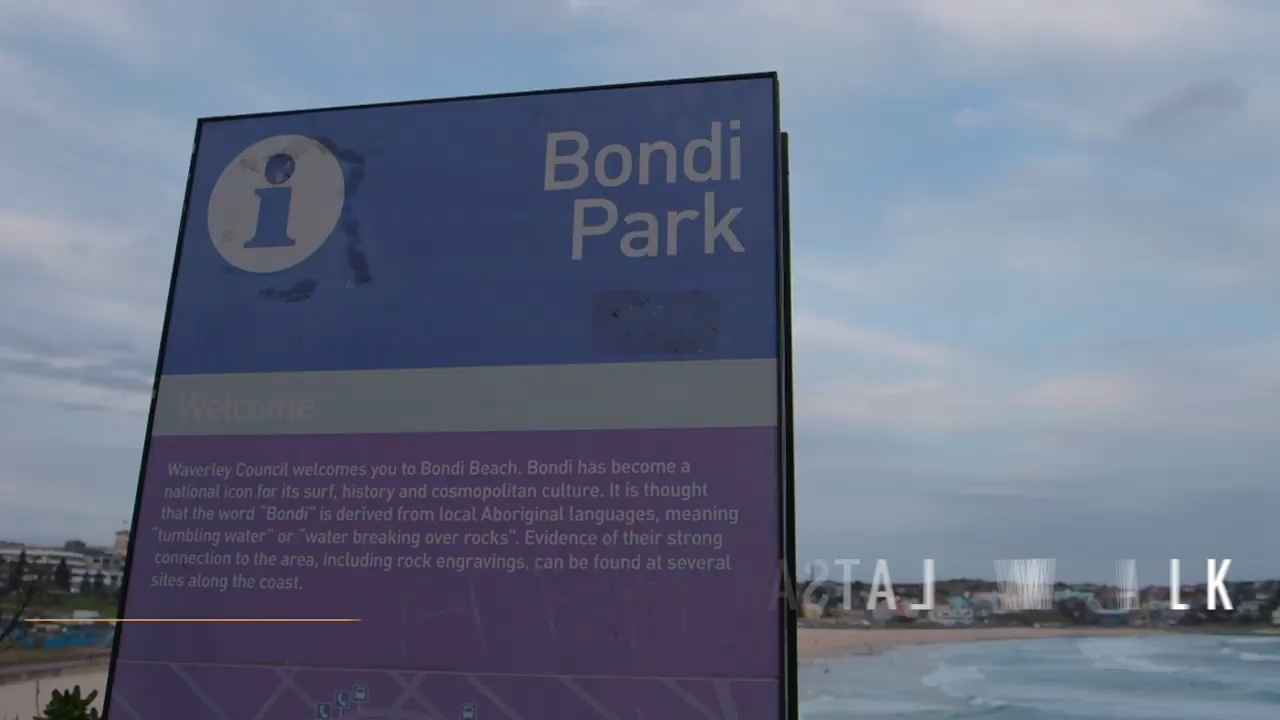 i
Bondi
Park
Welcome
Waverley Council welcomes you to Bondi Beach. Bondi has become a
national icon for its surf, history and cosmopolitan culture. It is thought
that the word "Bondi" is derived from local Aboriginal languages, meaning
"tumbling water" or "water breaking over rocks". Evidence of their strong
connection to the area, including rock engravings, can be found at several
sites along the coast.